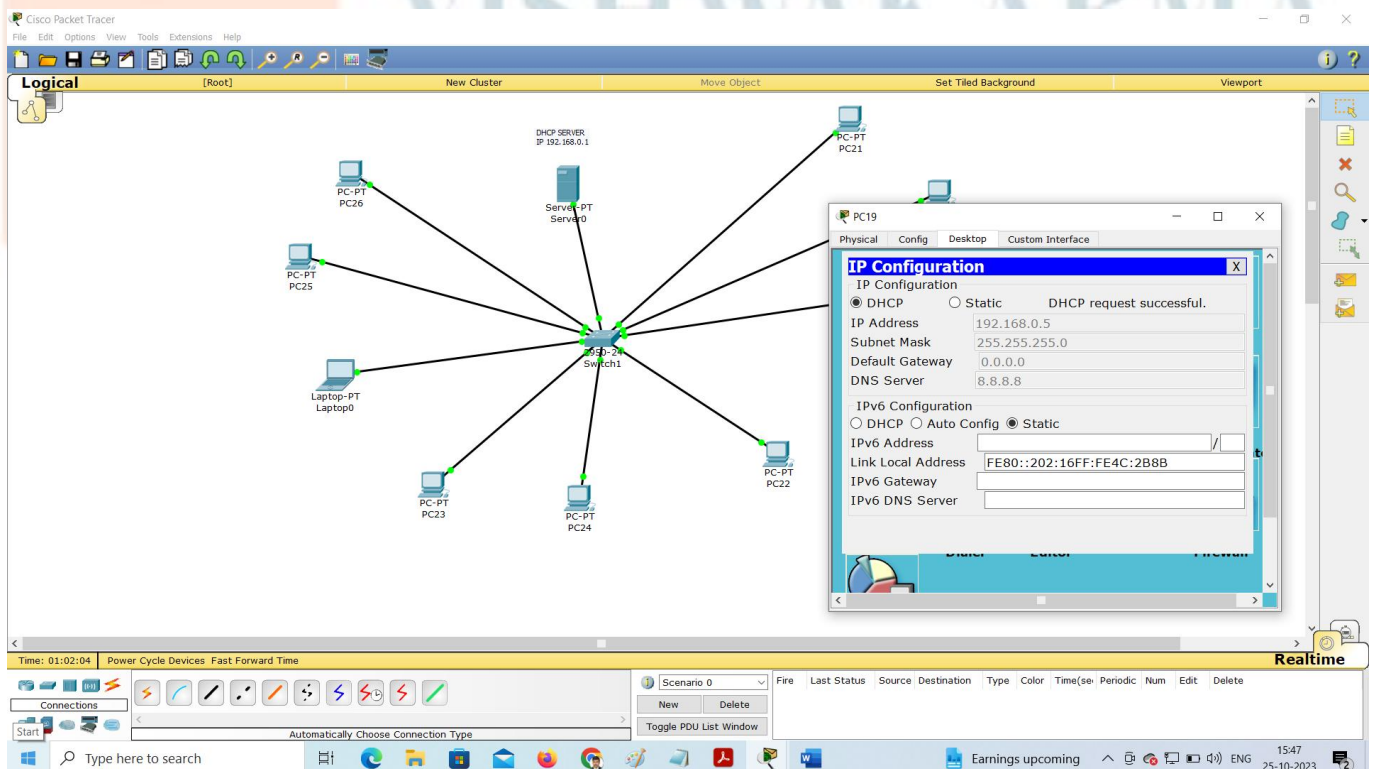 Cisco Packet Tracer
File Edit Options View Tools Extensions Help
Logical [Root] New Cluster Move Object Set Tiled Background Viewport
DHCP SERVER
IP 192.168.0.1
PC-PT
PC21
PC-PT
PC26
Server-PT
Server0
PC-PT
PC25
2950-24
Switch1
Laptop-PT
Laptop0
PC-PT
PC22
PC-PT
PC23
PC-PT
PC24
PC19
Physical Config Desktop Custom Interface
IP Configuration X
IP Configuration
DHCP Static DHCP request successful.
IP Address 192.168.0.5
Subnet Mask 255.255.255.0
Default Gateway 0.0.0.0
DNS Server 8.8.8.8
IPv6 Configuration
DHCP Auto Config Static
IPv6 Address /
Link Local Address FE80::202:16FF:FE4C:2B8B
IPv6 Gateway
IPv6 DNS Server
Time: 01:02:04 Power Cycle Devices Fast Forward Time Realtime
Connections
Start
Automatically Choose Connection Type
Scenario 0
New Delete
Toggle PDU List Window
Fire Last Status Source Destination Type Color Time(sec Periodic Num Edit Delete
Type here to search
Earnings upcoming ENG
15:47
25-10-2023
2